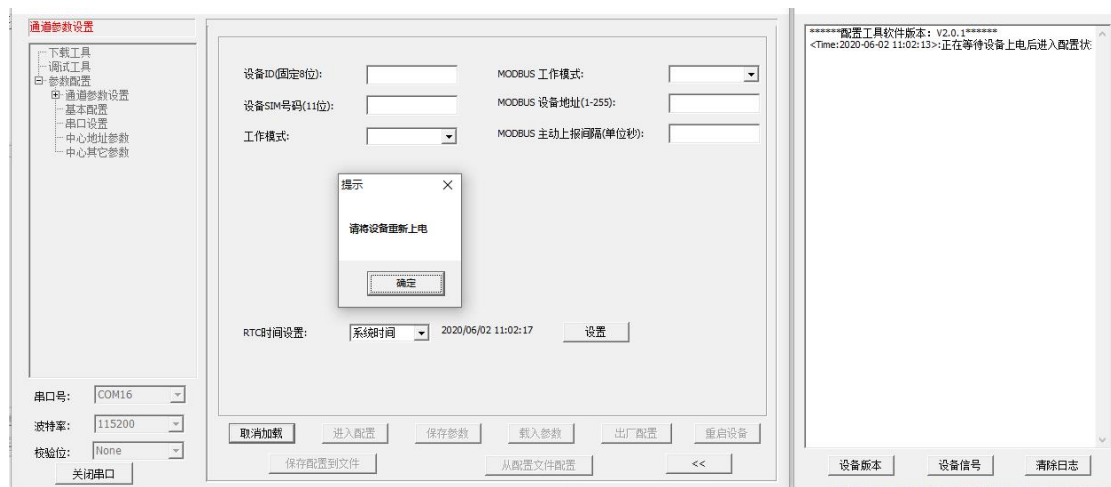 通道参数设置
下载工具
调试工具
参数配置
通道参数设置
基本配置
串口设置
中心地址参数
中心其它参数
串口号: COM16
波特率: 115200
校验位: None
关闭串口
设备ID(固定8位):
MODBUS 工作模式:
设备SIM号码(11位):
MODBUS 设备地址(1-255):
工作模式:
MODBUS 主动上报间隔(单位秒):
提示
请将设备重新上电
确定
RTC时间设置: 系统时间 2020/06/02 11:02:17 设置
取消加载 进入配置 保存参数 载入参数 出厂配置 重启设备
保存配置到文件 从配置文件配置 <<
******配置工具软件版本: V2.0.1******
<Time:2020-06-02 11:02:13>:正在等待设备上电后进入配置状
设备版本 设备信号 清除日志